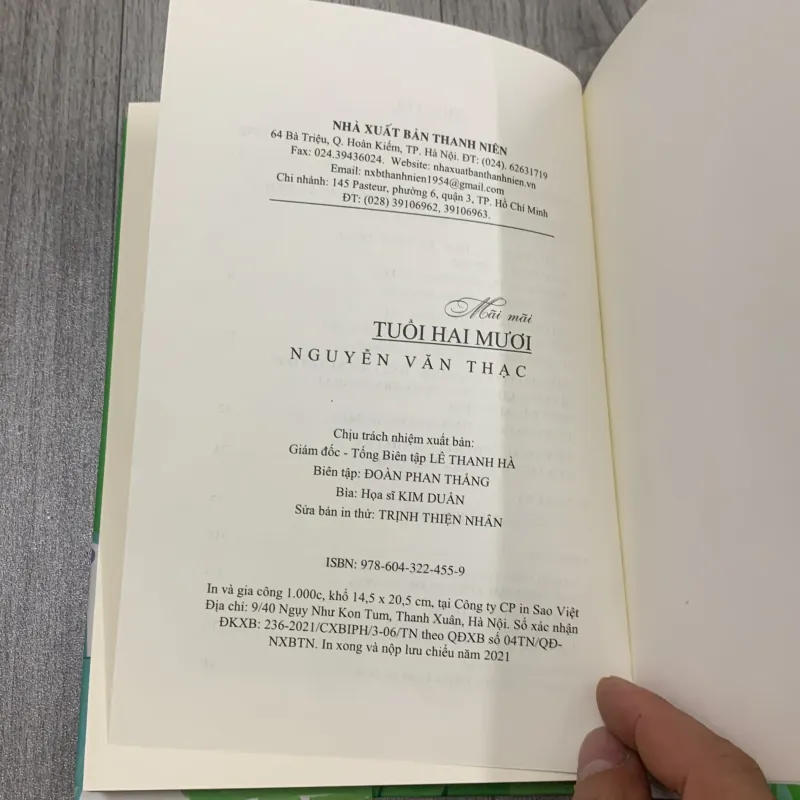 NHÀ XUẤT BẢN THANH NIÊN
64 Bà Triệu, Q. Hoàn Kiếm, TP. Hà Nội. ĐT: (024). 62631719
Fax: 024.39436024. Website: nhaxuatbanthanhnien.vn
Email: nxbthanhnien1954@gmail.com
Chi nhánh: 145 Pasteur, phường 6, quận 3, TP. Hồ Chí Minh
ĐT: (028) 39106962, 39106963.
Mãi mãi
TUỔI HAI MƯƠI
NGUYỄN VĂN THẠC
Chịu trách nhiệm xuất bản:
Giám đốc - Tổng Biên tập LÊ THANH HÀ
Biên tập: ĐOÀN PHAN THẮNG
Bìa: Họa sĩ KIM DUẨN
Sửa bản in thử: TRỊNH THIỆN NHÂN
ISBN: 978-604-322-455-9
In và gia công 1.000c, khổ 14,5 x 20,5 cm, tại Công ty CP in Sao Việt
Địa chỉ: 9/40 Ngụy Như Kon Tum, Thanh Xuân, Hà Nội. Số xác nhận
ĐKXB: 236-2021/CXBIPH/3-06/TN theo QĐXB số 04TN/QĐ-
NXBTN. In xong và nộp lưu chiểu năm 2021